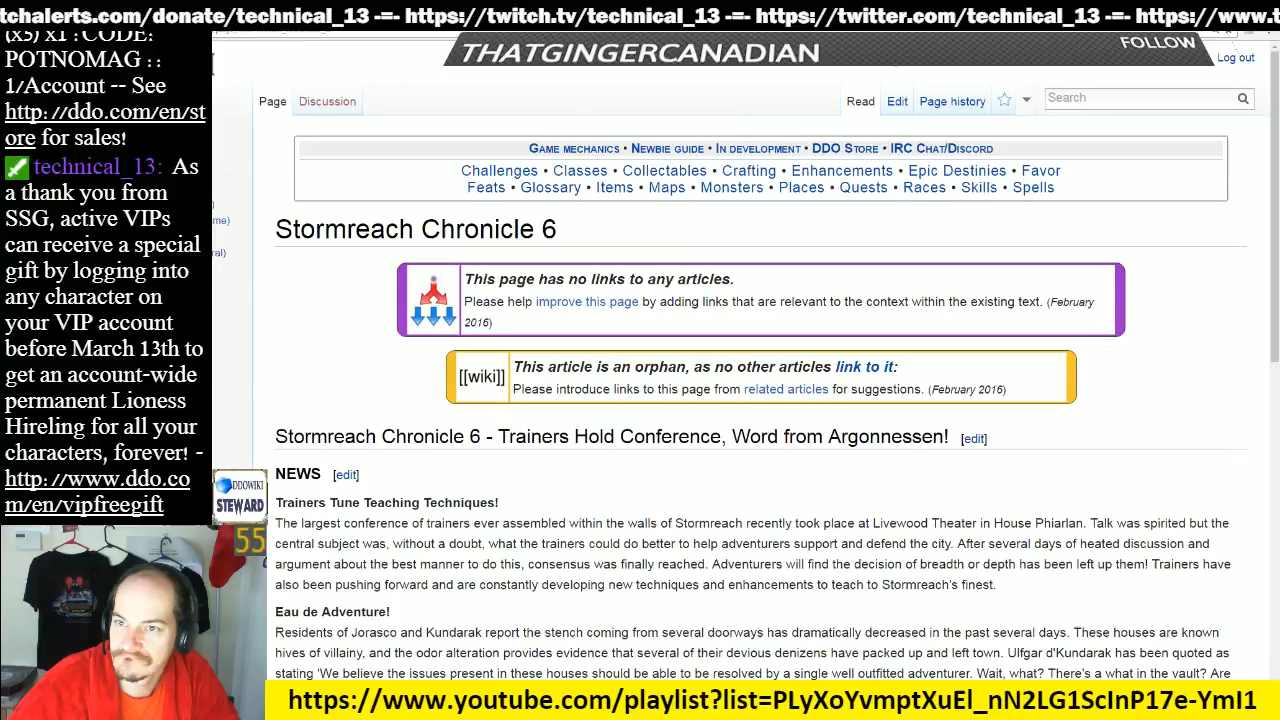 tchalerts.com/donate/technical_13 -=- https://twitch.tv/technical_13 -=- https://twitter.com/technical_13 -=- https://www.t
(x5) x1 :CODE:
POTNOMAG : :
1/Account -- See
http://ddo.com/en/st
ore for sales!
technical_13: As
a thank you from
SSG, active VIPs
can receive a special
gift by logging into
any character on
your VIP account
before March 13th to
get an account-wide
permanent Lioness
Hireling for all your
characters, forever! -
http://www.ddo.co
m/en/vipfreegift
DDOWIKI
STEWARD
55
THATGINGERCANADIAN
FOLLOW
Log out
me)
ral)
Page
Discussion
Read
Edit
Page history
Search
Game mechanics • Newbie guide • In development • DDO Store • IRC Chat/Discord
Challenges • Classes • Collectables • Crafting • Enhancements • Epic Destinies • Favor
Feats • Glossary • Items • Maps • Monsters • Places • Quests • Races • Skills • Spells
Stormreach Chronicle 6
This page has no links to any articles.
Please help improve this page by adding links that are relevant to the context within the existing text. (February
2016)
[[wiki]]
This article is an orphan, as no other articles link to it:
Please introduce links to this page from related articles for suggestions. (February 2016)
Stormreach Chronicle 6 - Trainers Hold Conference, Word from Argonnessen! [edit]
NEWS [edit]
Trainers Tune Teaching Techniques!
The largest conference of trainers ever assembled within the walls of Stormreach recently took place at Livewood Theater in House Phiarlan. Talk was spirited but the
central subject was, without a doubt, what the trainers could do better to help adventurers support and defend the city. After several days of heated discussion and
argument about the best manner to do this, consensus was finally reached. Adventurers will find the decision of breadth or depth has been left up them! Trainers have
also been pushing forward and are constantly developing new techniques and enhancements to teach to Stormreach's finest.
Eau de Adventure!
Residents of Jorasco and Kundarak report the stench coming from several doorways has dramatically decreased in the past several days. These houses are known
hives of villainy, and the odor alteration provides evidence that several of their devious denizens have packed up and left town. Ulfgar d'Kundarak has been quoted as
stating 'We believe the issues present in these houses should be able to be resolved by a single well outfitted adventurer. Wait, what? There's a what in the vault? Are
https://www.youtube.com/playlist?list=PLyXoYvmptXuEl_nN2LG1ScInP17e-YmI1